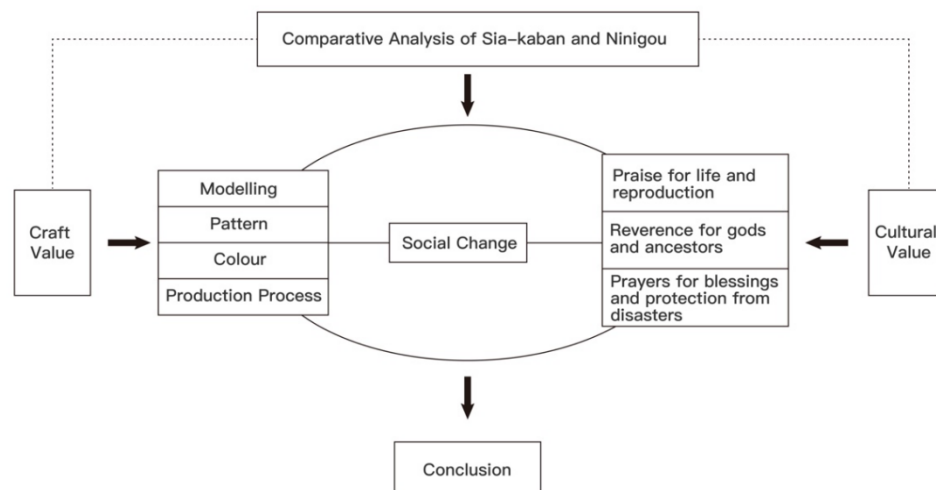 Comparative Analysis of Sia-kaban and Ninigou
Craft
Value
Modelling
Pattern
Colour
Production Process
Social Change
Praise for life and
reproduction
Reverence for gods
and ancestors
Prayers for blessings
and protection from
disasters
Cultural
Value
Conclusion